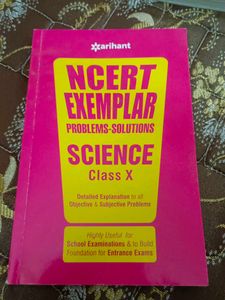 arihant
NCERT
EXEMPLAR
PROBLEMS-SOLUTIONS
SCIENCE
Class X
Detailed Explanation to all
Objective & Subjective Problems
Highly Useful for
School Examinations & to Build
Foundation for Entrance Exams